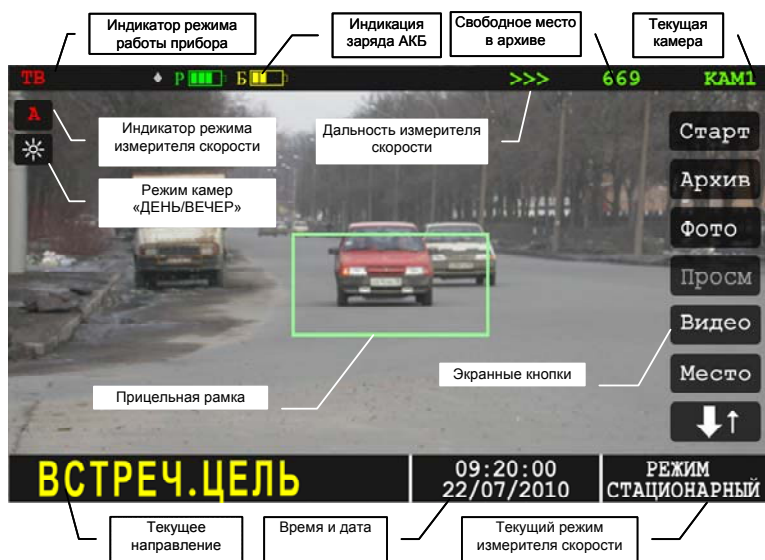 Индикатор режима
работы прибора
Индикация
заряда АКБ
Свободное место
в архиве
Текущая
камера
ТВ Р Б >>> 669 КАМ1
А
Индикатор режима
измерителя скорости
Дальность измерителя
скорости
Режим камер
«ДЕНЬ/ВЕЧЕР»
Старт
Архив
Фото
Просм
Видео
Место
Экранные кнопки
Прицельная рамка
ВСТРЕЧ.ЦЕЛЬ
09:20:00
22/07/2010
РЕЖИМ
СТАЦИОНАРНЫЙ
Текущее
направление
Время и дата
Текущий режим
измерителя скорости